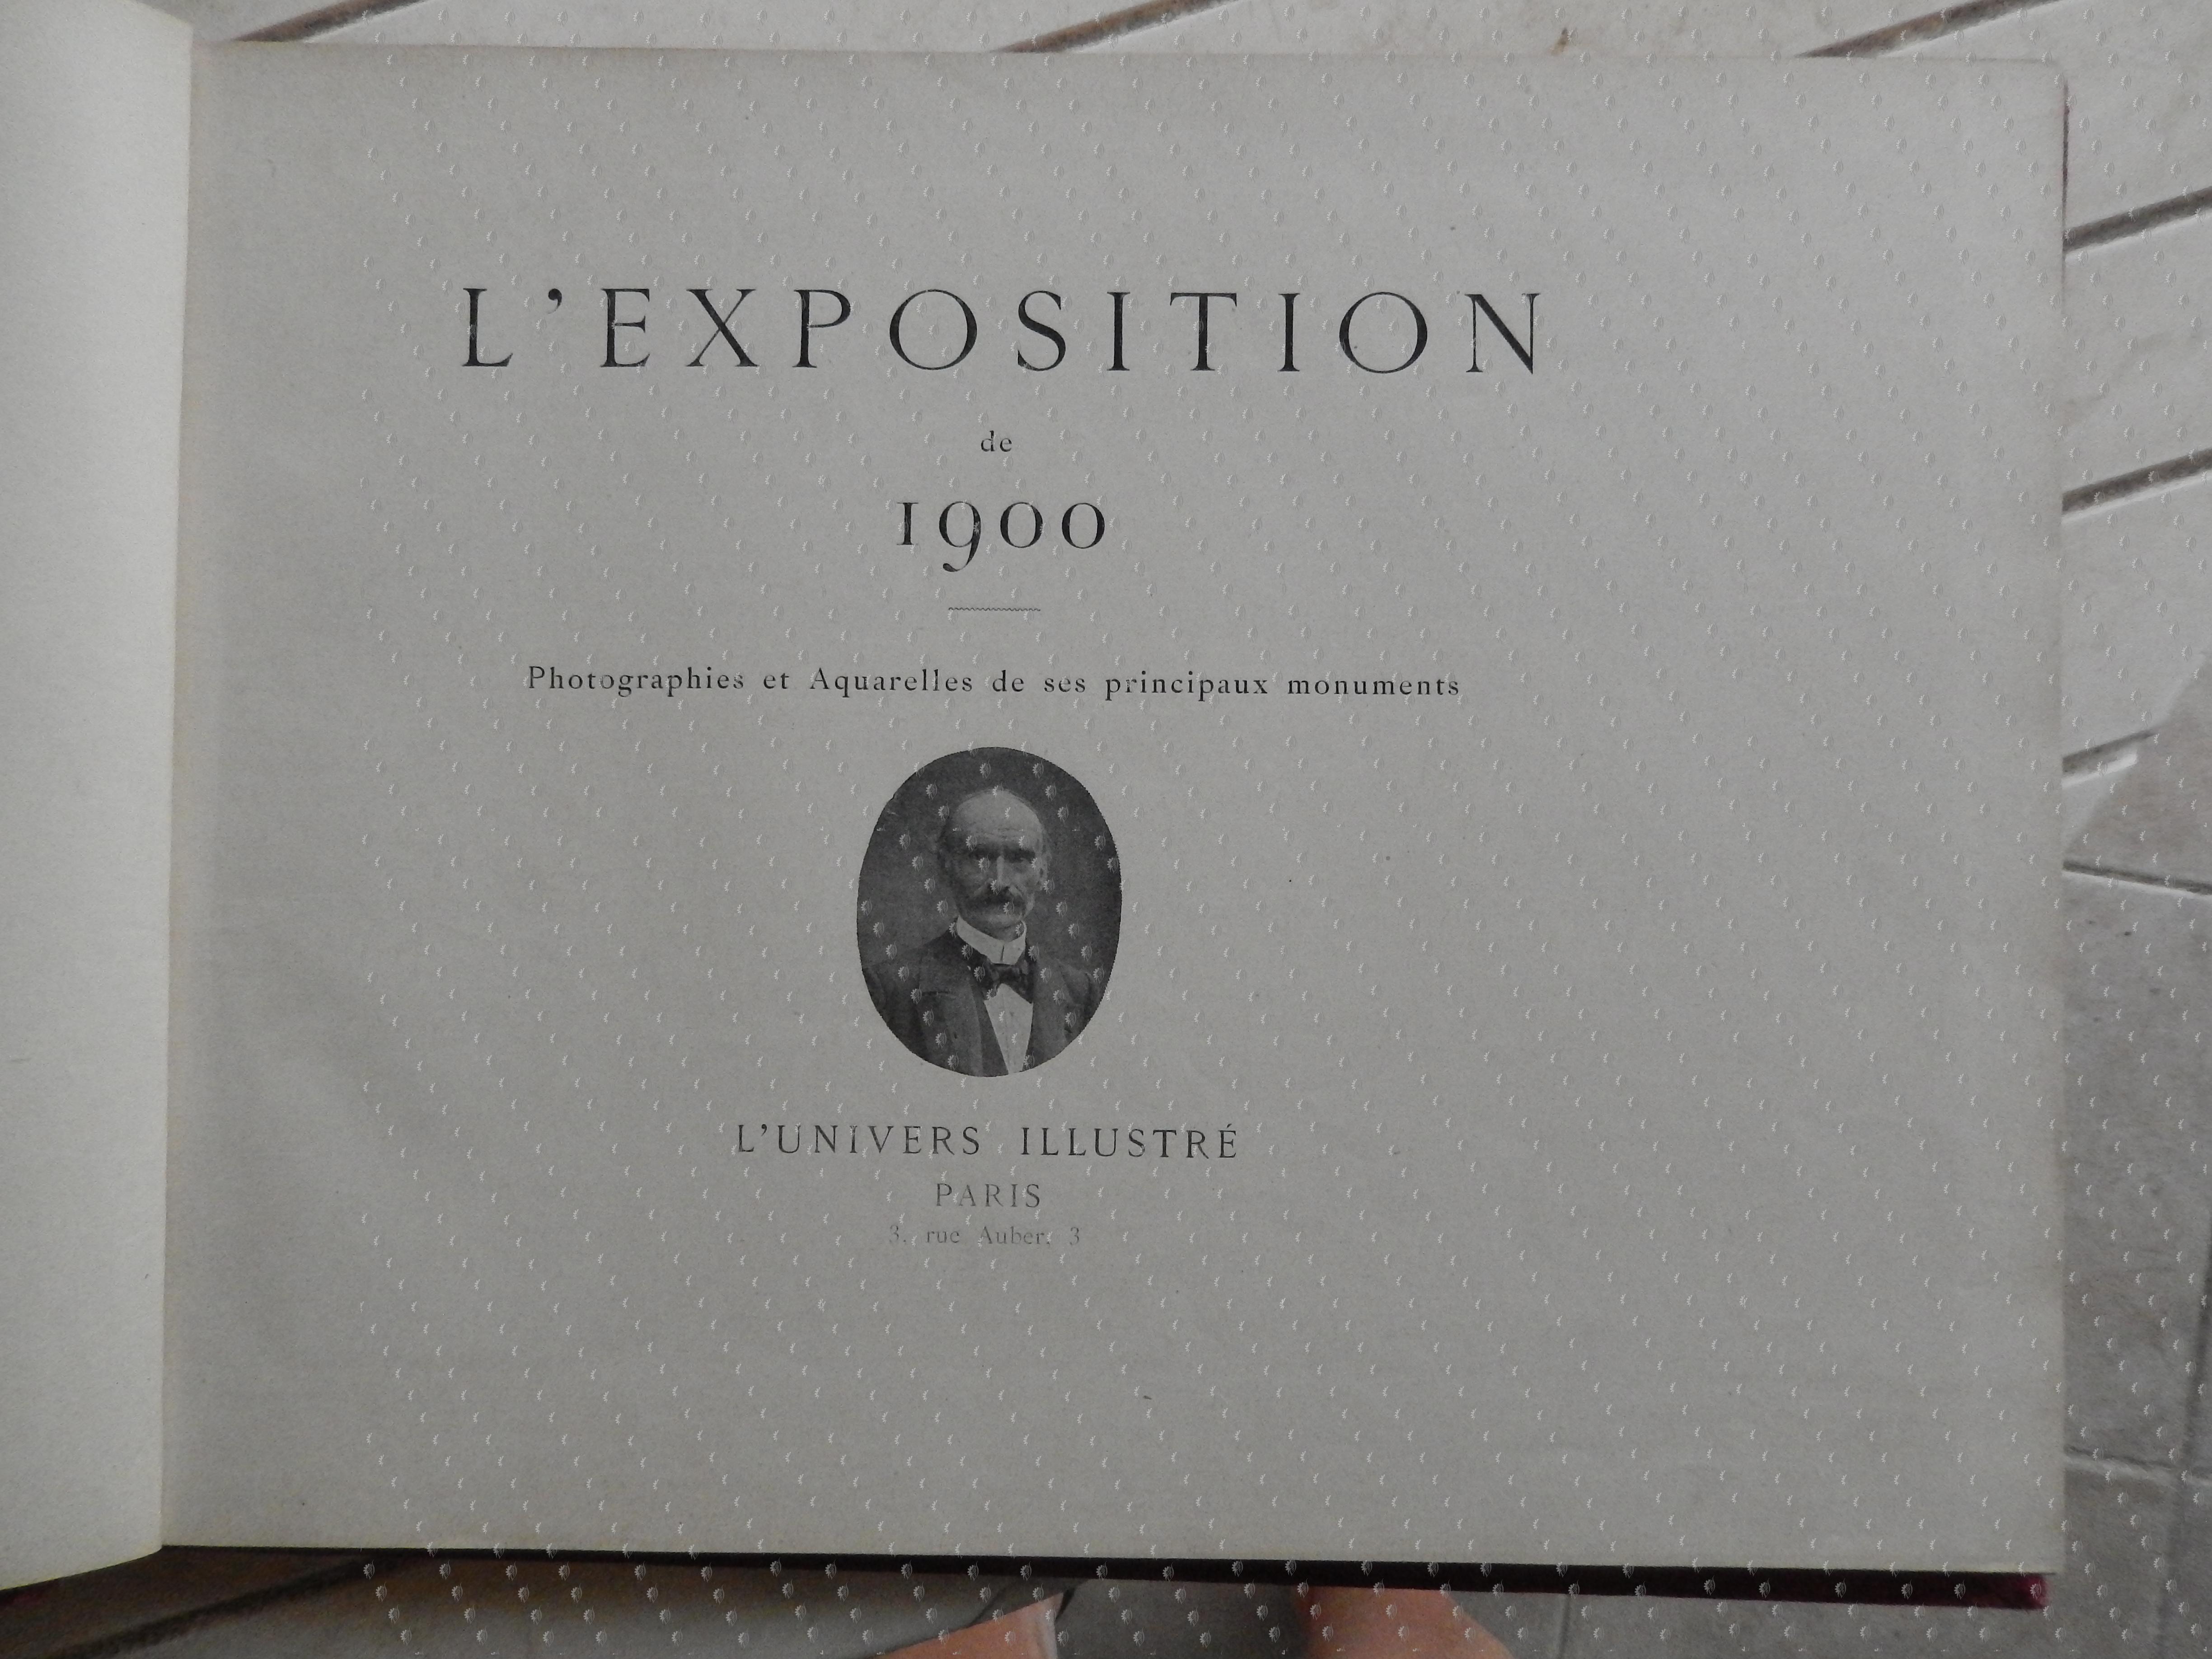 L'EXPOSITION
de
1900
Photographies et Aquarelles de ses principaux monuments
L'UNIVERS ILLUSTRÉ
PARIS
3, rue Auber, 3